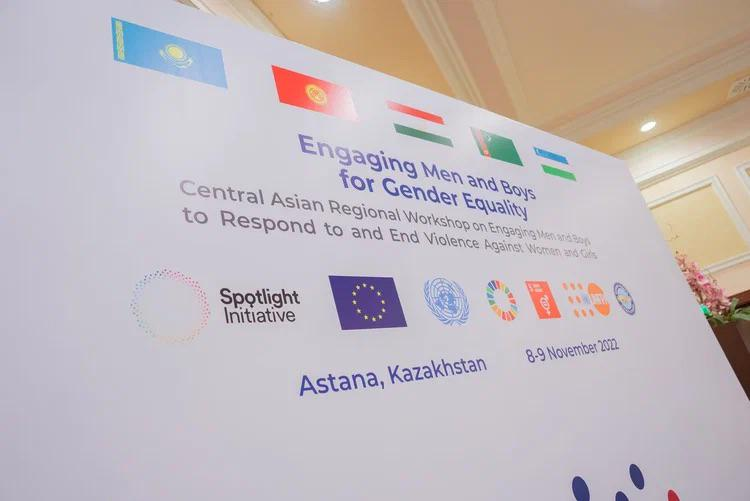 Engaging Men and Boys
for Gender Equality
Central Asian Regional Workshop on Engaging Men and Boys
to Respond to and End Violence Against Women and Girls
Spotlight
Initiative
UNFPA
Astana, Kazakhstan
8-9 November 2022